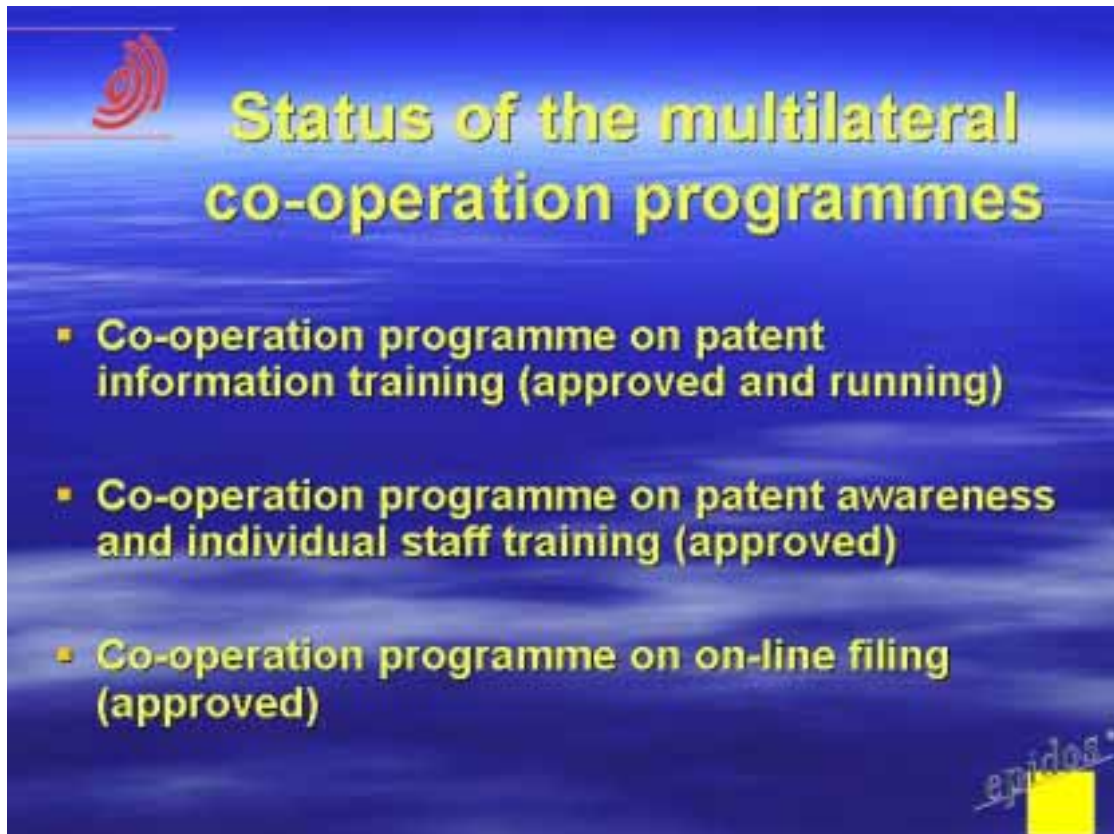 Status of the multilateral
co-operation programmes
▪ Co-operation programme on patent
information training (approved and running)
▪ Co-operation programme on patent awareness
and individual staff training (approved)
▪ Co-operation programme on on-line filing
(approved)
epidos